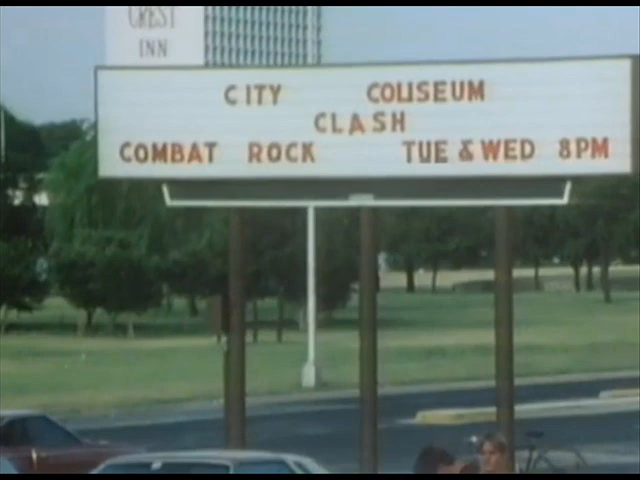 CREST
INN
CITY COLISEUM
CLASH
COMBAT ROCK TUE & WED 8PM